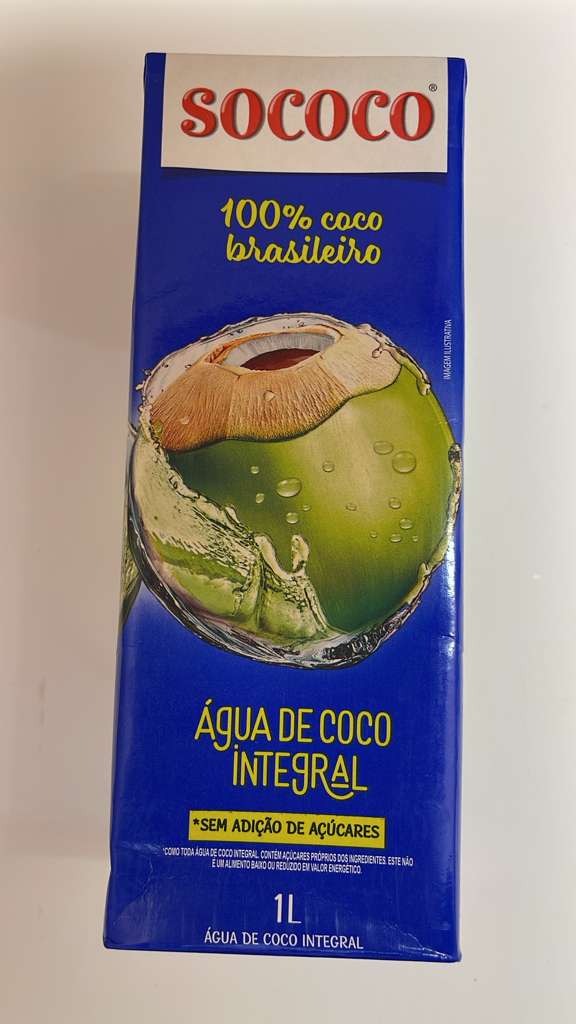 SOCOCO®
100% coco
brasileiro
IMAGEM ILUSTRATIVA
ÁGUA DE COCO
INTEGRAL
*SEM ADIÇÃO DE AÇÚCARES
*COMO TODA ÁGUA DE COCO INTEGRAL, CONTÉM AÇÚCARES PRÓPRIOS DOS INGREDIENTES. ESTE NÃO
É UM ALIMENTO BAIXO OU REDUZIDO EM VALOR ENERGÉTICO.
1L
ÁGUA DE COCO INTEGRAL